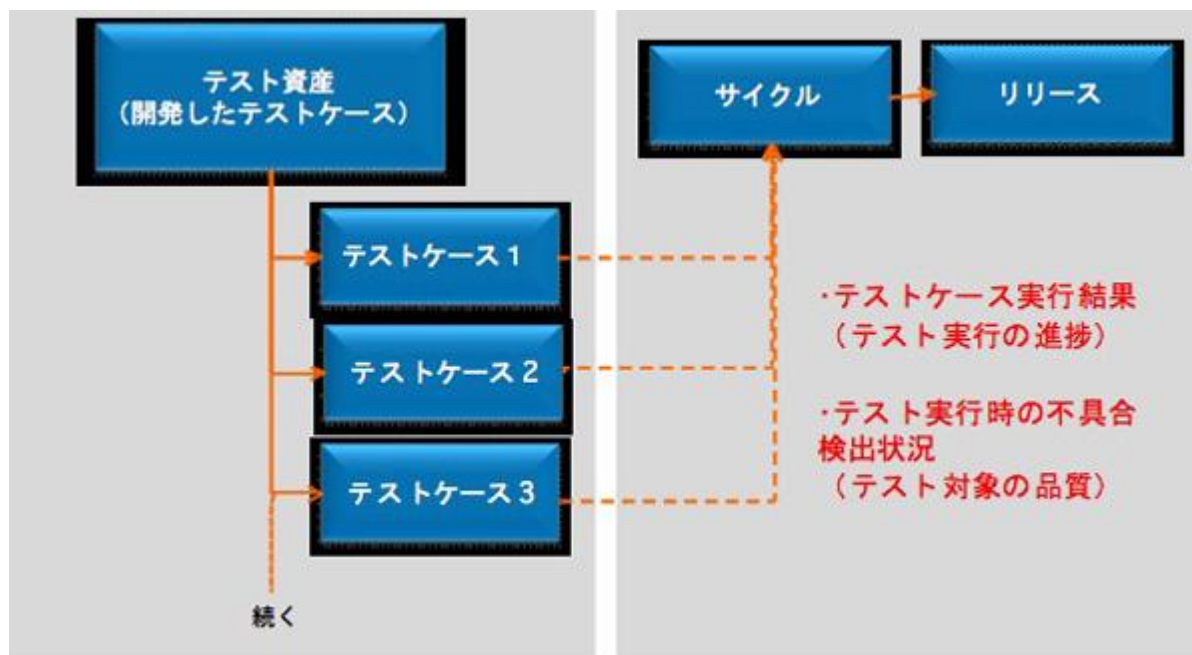 テスト資産
(開発したテストケース)
テストケース1
テストケース2
テストケース3
続く
サイクル
リリース
・テストケース実行結果
(テスト実行の進捗)
・テスト実行時の不具合
検出状況
(テスト対象の品質)